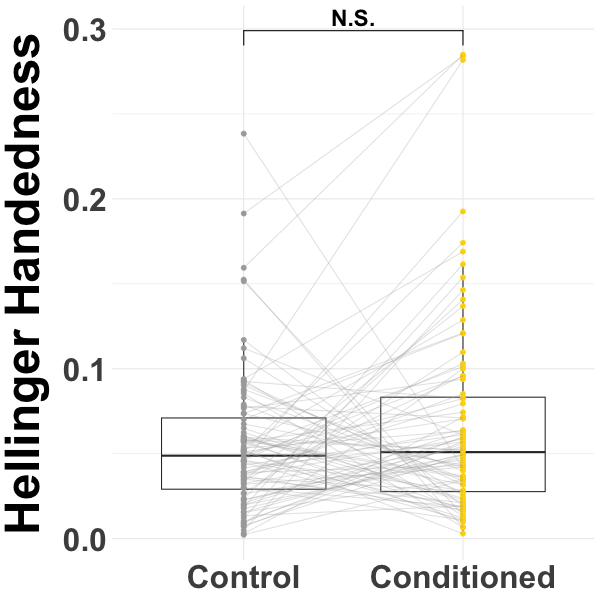 N.S.
Hellinger Handedness
0.3
0.2
0.1
0.0
Control
Conditioned